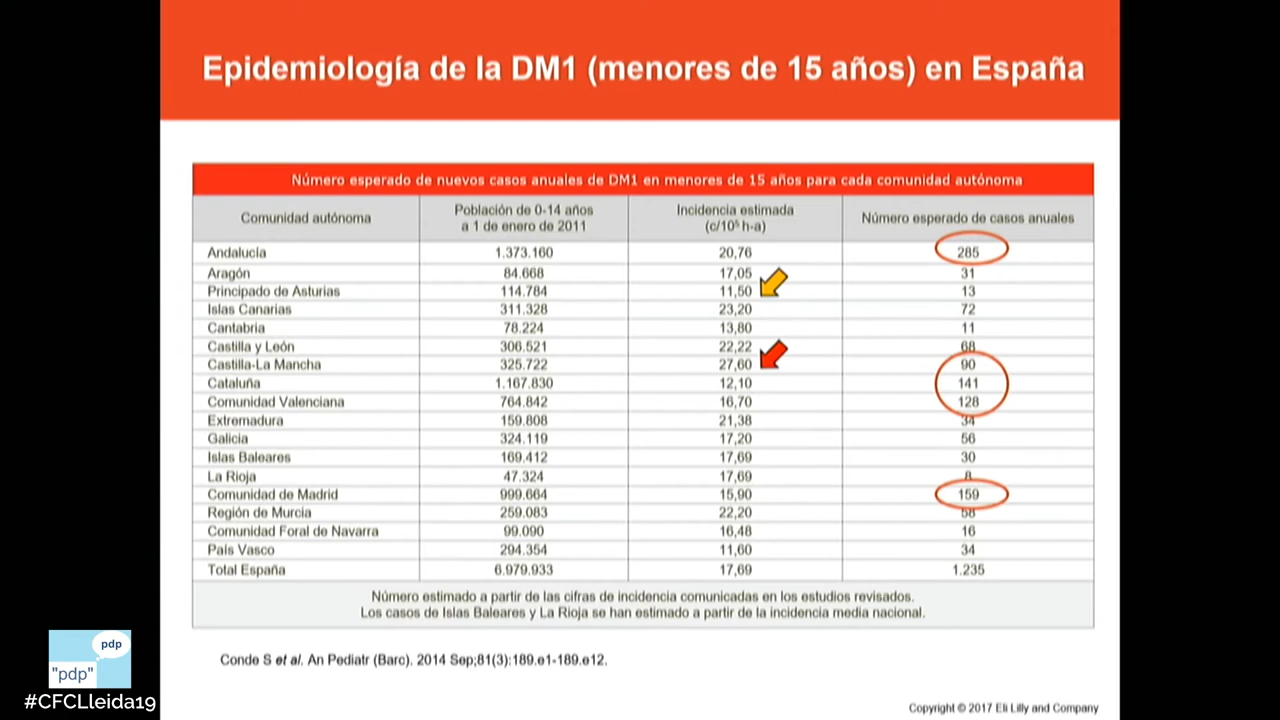 Epidemiología de la DM1 (menores de 15 años) en España
Número esperado de nuevos casos anuales de DM1 en menores de 15 años para cada comunidad autónoma
Comunidad autónoma Población de 0-14 años a 1 de enero de 2011 Incidencia estimada (c/10⁵ h-a) Número esperado de casos anuales
Andalucía 1.373.160 20,76 285
Aragón 84.668 17,05 31
Principado de Asturias 114.784 11,50 13
Islas Canarias 311.328 23,20 72
Cantabria 78.224 13,80 11
Castilla y León 306.521 22,22 68
Castilla-La Mancha 325.722 27,60 90
Cataluña 1.167.830 12,10 141
Comunidad Valenciana 764.842 16,70 128
Extremadura 159.808 21,38 34
Galicia 324.119 17,20 56
Islas Baleares 169.412 17,69 30
La Rioja 47.324 17,69 8
Comunidad de Madrid 999.664 15,90 159
Región de Murcia 259.083 22,20 58
Comunidad Foral de Navarra 99.090 16,48 16
País Vasco 294.354 11,60 34
Total España 6.979.933 17,69 1.235
Número estimado a partir de las cifras de incidencia comunicadas en los estudios revisados.
Los casos de Islas Baleares y La Rioja se han estimado a partir de la incidencia media nacional.
Conde S et al. An Pediatr (Barc). 2014 Sep;81(3):189.e1-189.e12.
pdp
"pdp"
#CFCLleida19
Copyright © 2017 Eli Lilly and Company